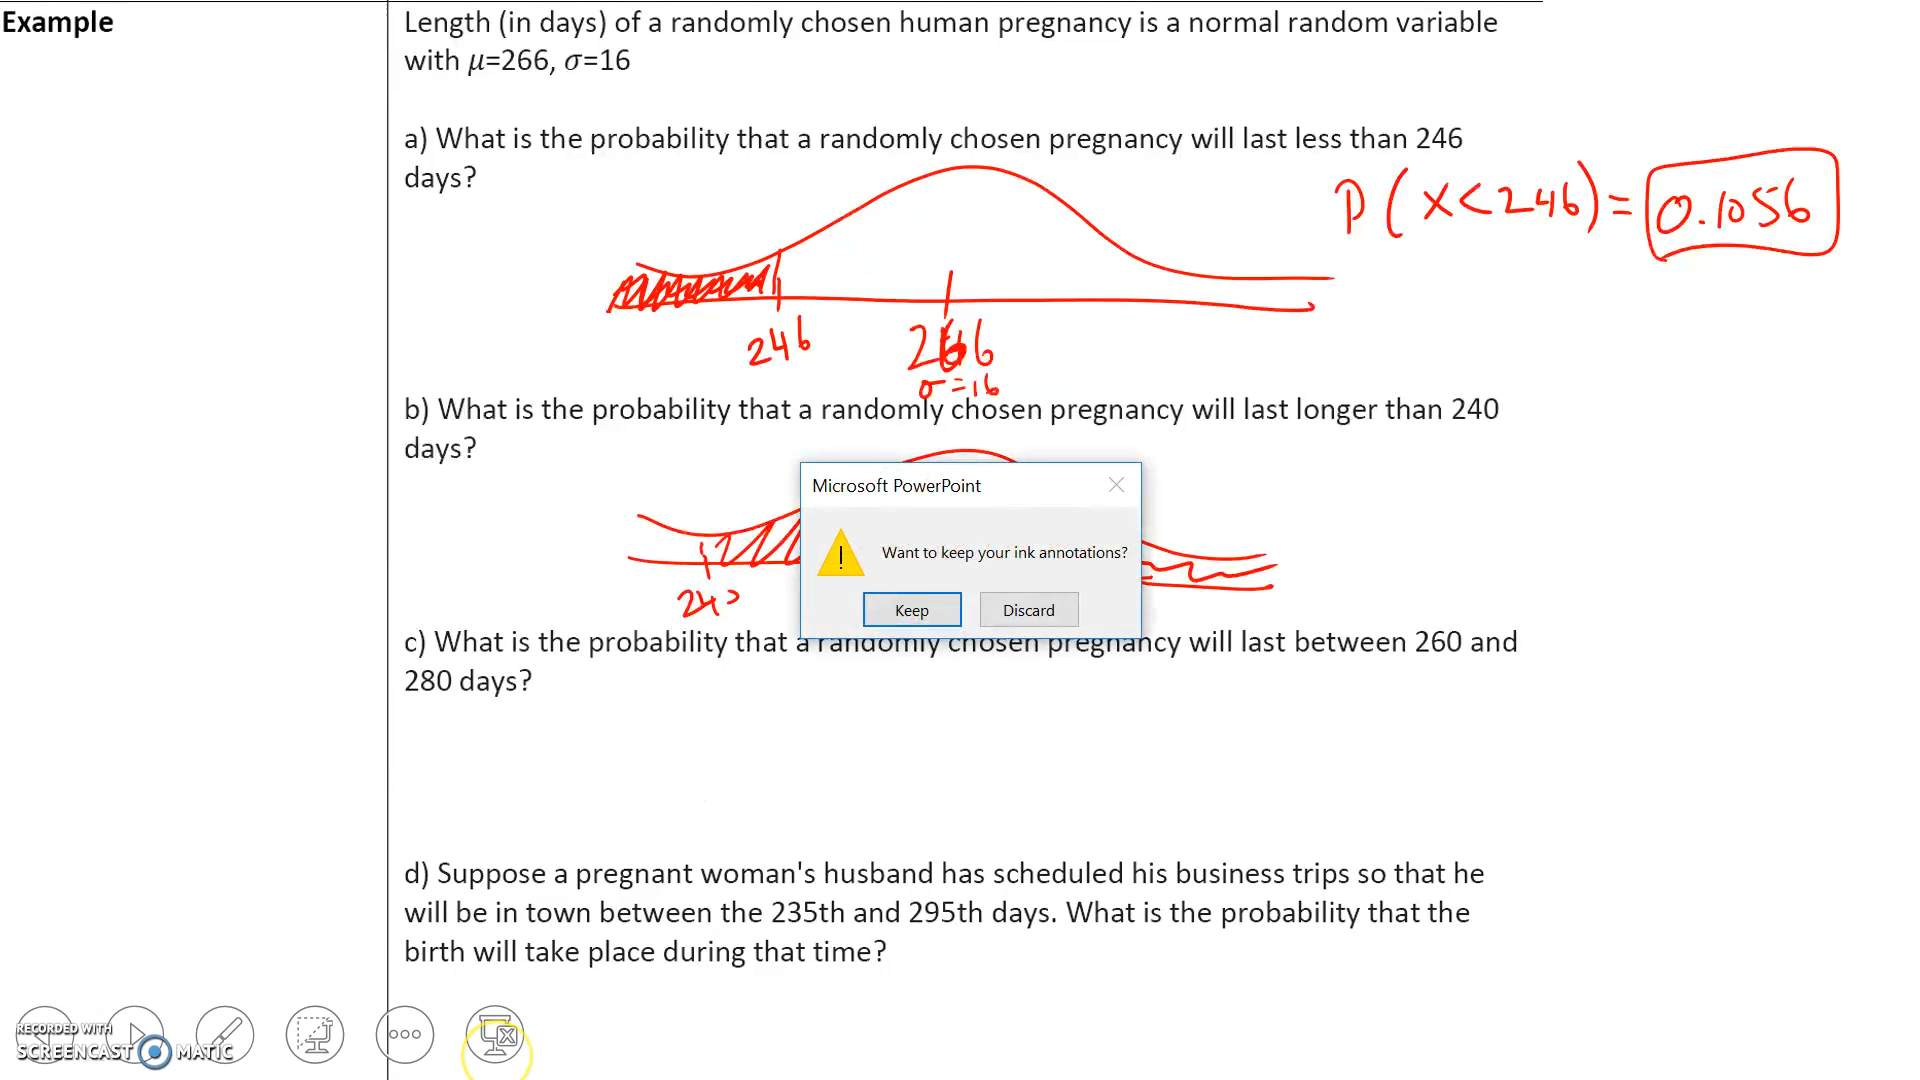 Example
Length (in days) of a randomly chosen human pregnancy is a normal random variable
with μ=266, σ=16
a) What is the probability that a randomly chosen pregnancy will last less than 246
days?
P(X<246)= 0.1056
246
266
σ=16
b) What is the probability that a randomly chosen pregnancy will last longer than 240
days?
Microsoft PowerPoint
Want to keep your ink annotations?
Keep Discard
240
c) What is the probability that a randomly chosen pregnancy will last between 260 and
280 days?
d) Suppose a pregnant woman's husband has scheduled his business trips so that he
will be in town between the 235th and 295th days. What is the probability that the
birth will take place during that time?
RECORDED WITH
SCREENCAST MATIC